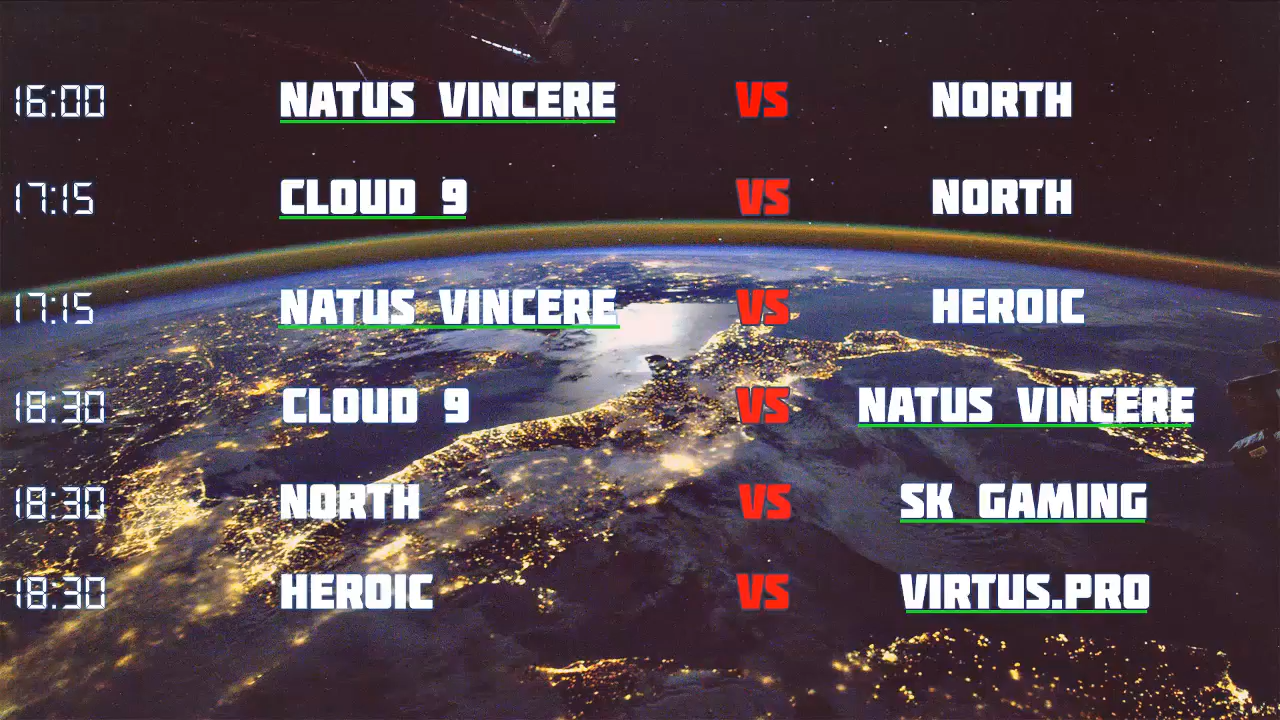 16:00 NATUS VINCERE VS NORTH
17:15 CLOUD 9 VS NORTH
17:15 NATUS VINCERE VS HEROIC
18:30 CLOUD 9 VS NATUS VINCERE
18:30 NORTH VS SK GAMING
18:30 HEROIC VS VIRTUS.PRO